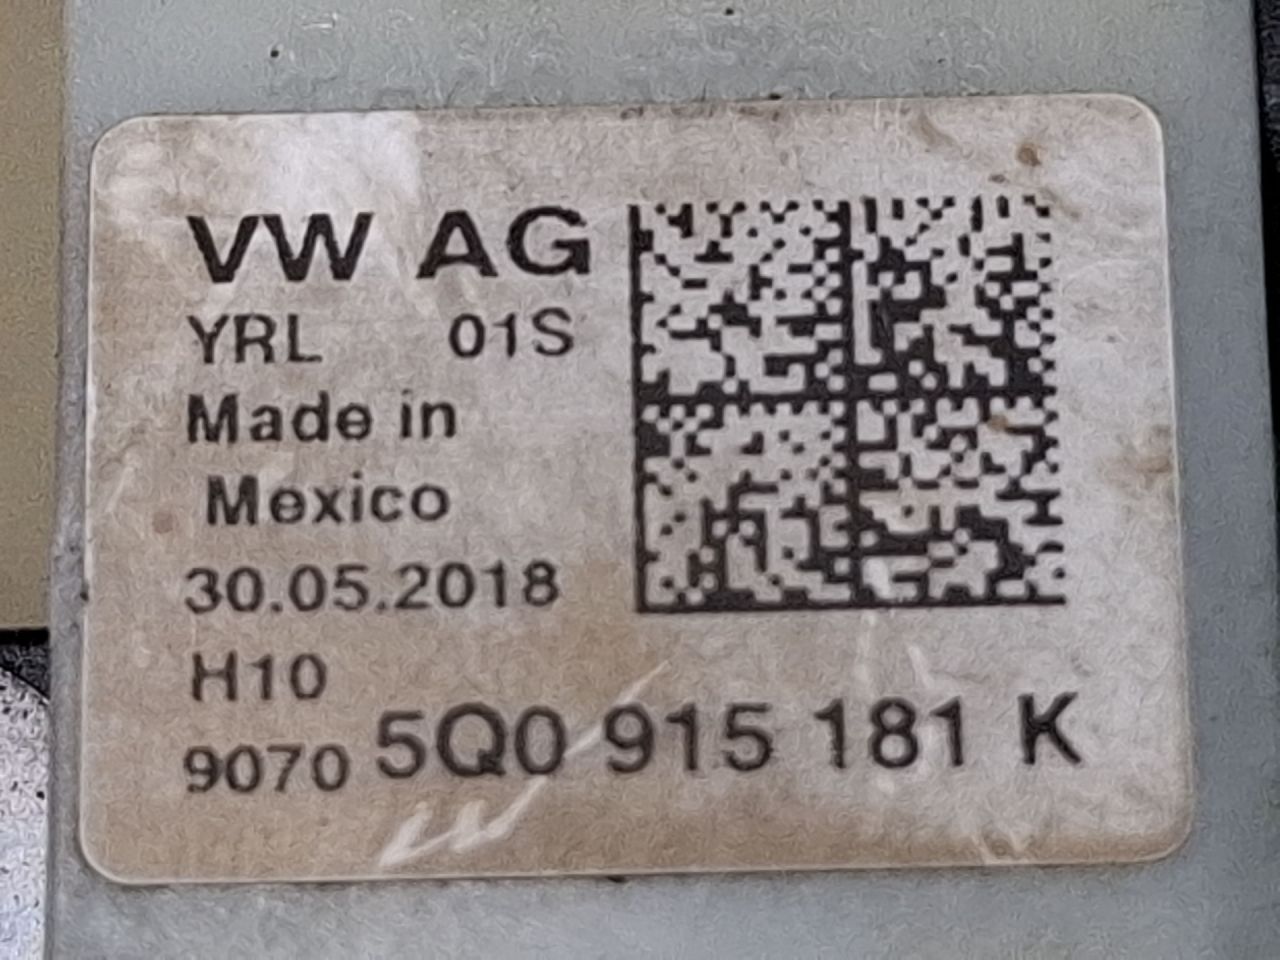 VW AG
YRL 01S
Made in
Mexico
30.05.2018
H10
9070 5Q0 915 181 K